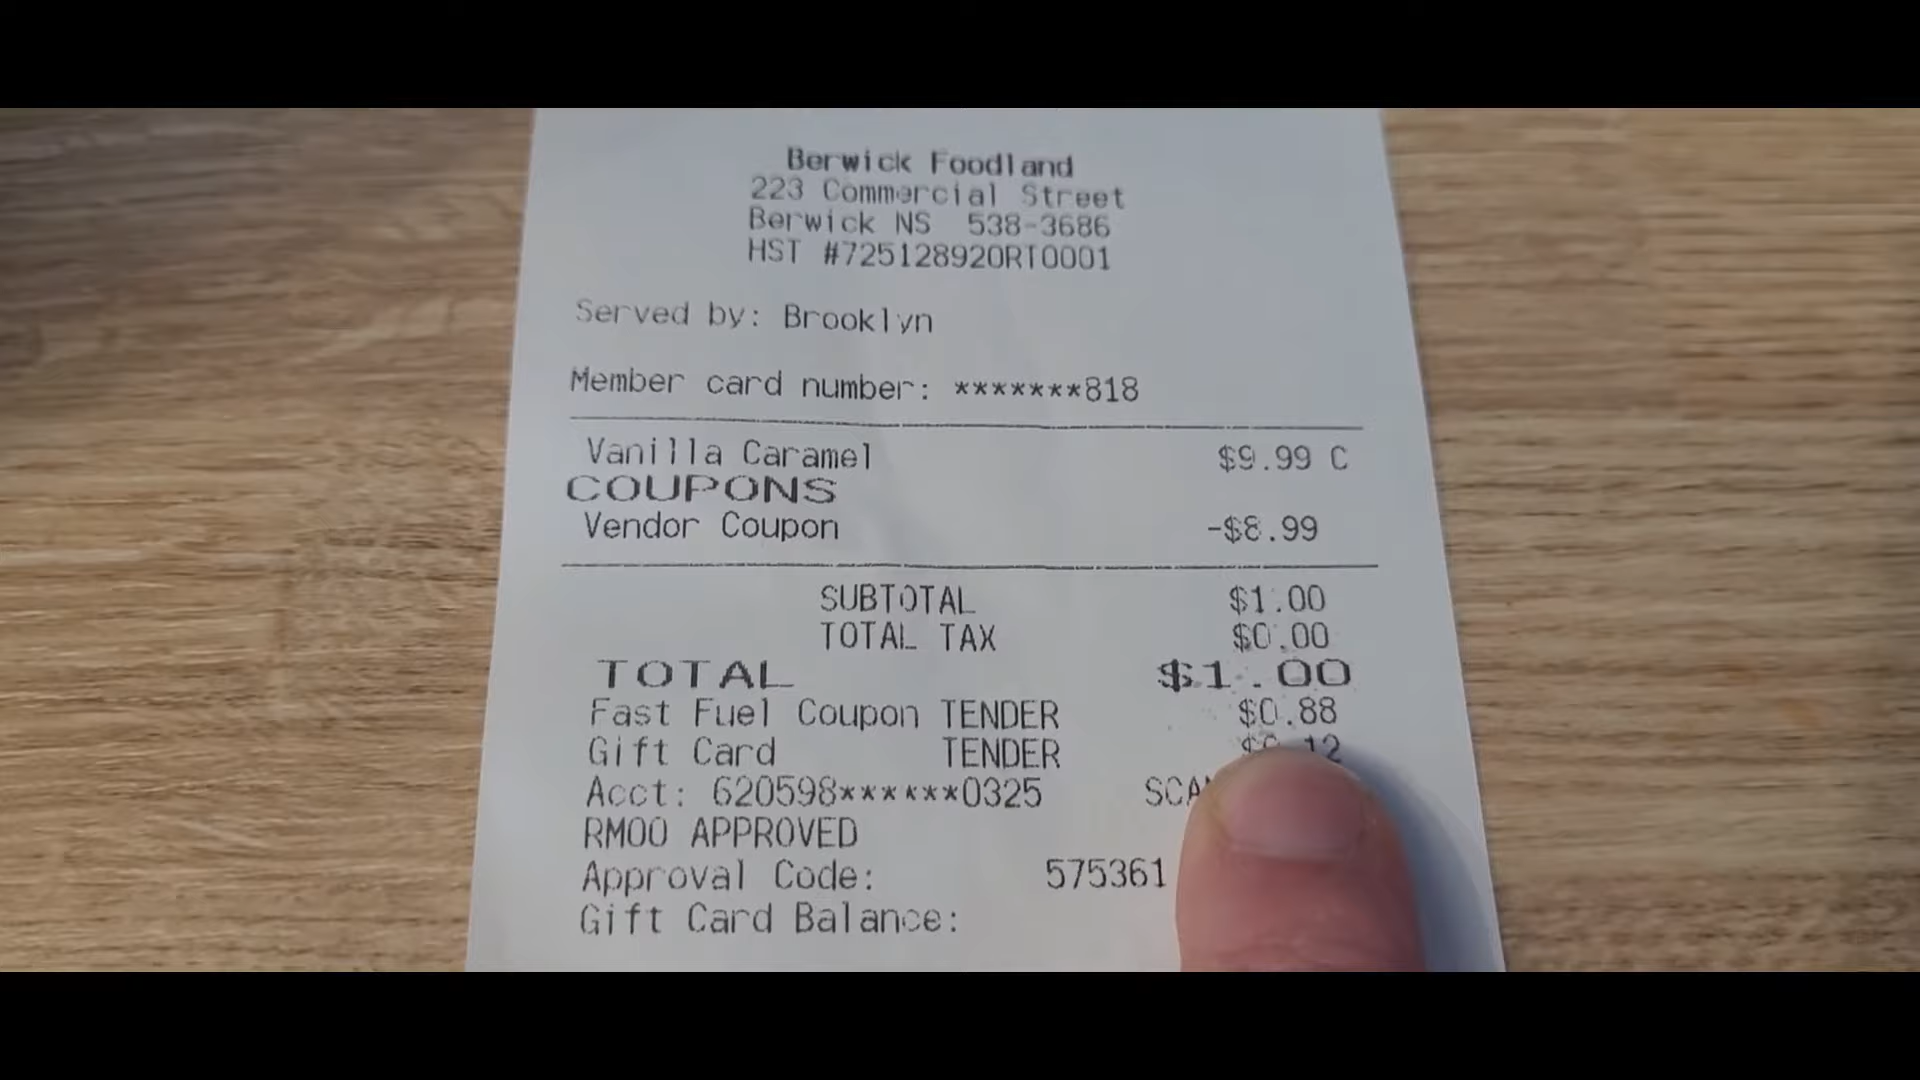 Berwick Foodland
223 Commercial Street
Berwick NS 538-3686
HST #725128920RT0001
Served by: Brooklyn
Member card number: *******818
Vanilla Caramel $9.99 C
COUPONS
Vendor Coupon -$8.99
SUBTOTAL $1.00
TOTAL TAX $0.00
TOTAL $1.00
Fast Fuel Coupon TENDER $0.88
Gift Card TENDER $0.12
Acct: 620598******0325
RM00 APPROVED
Approval Code: 575361
Gift Card Balance: